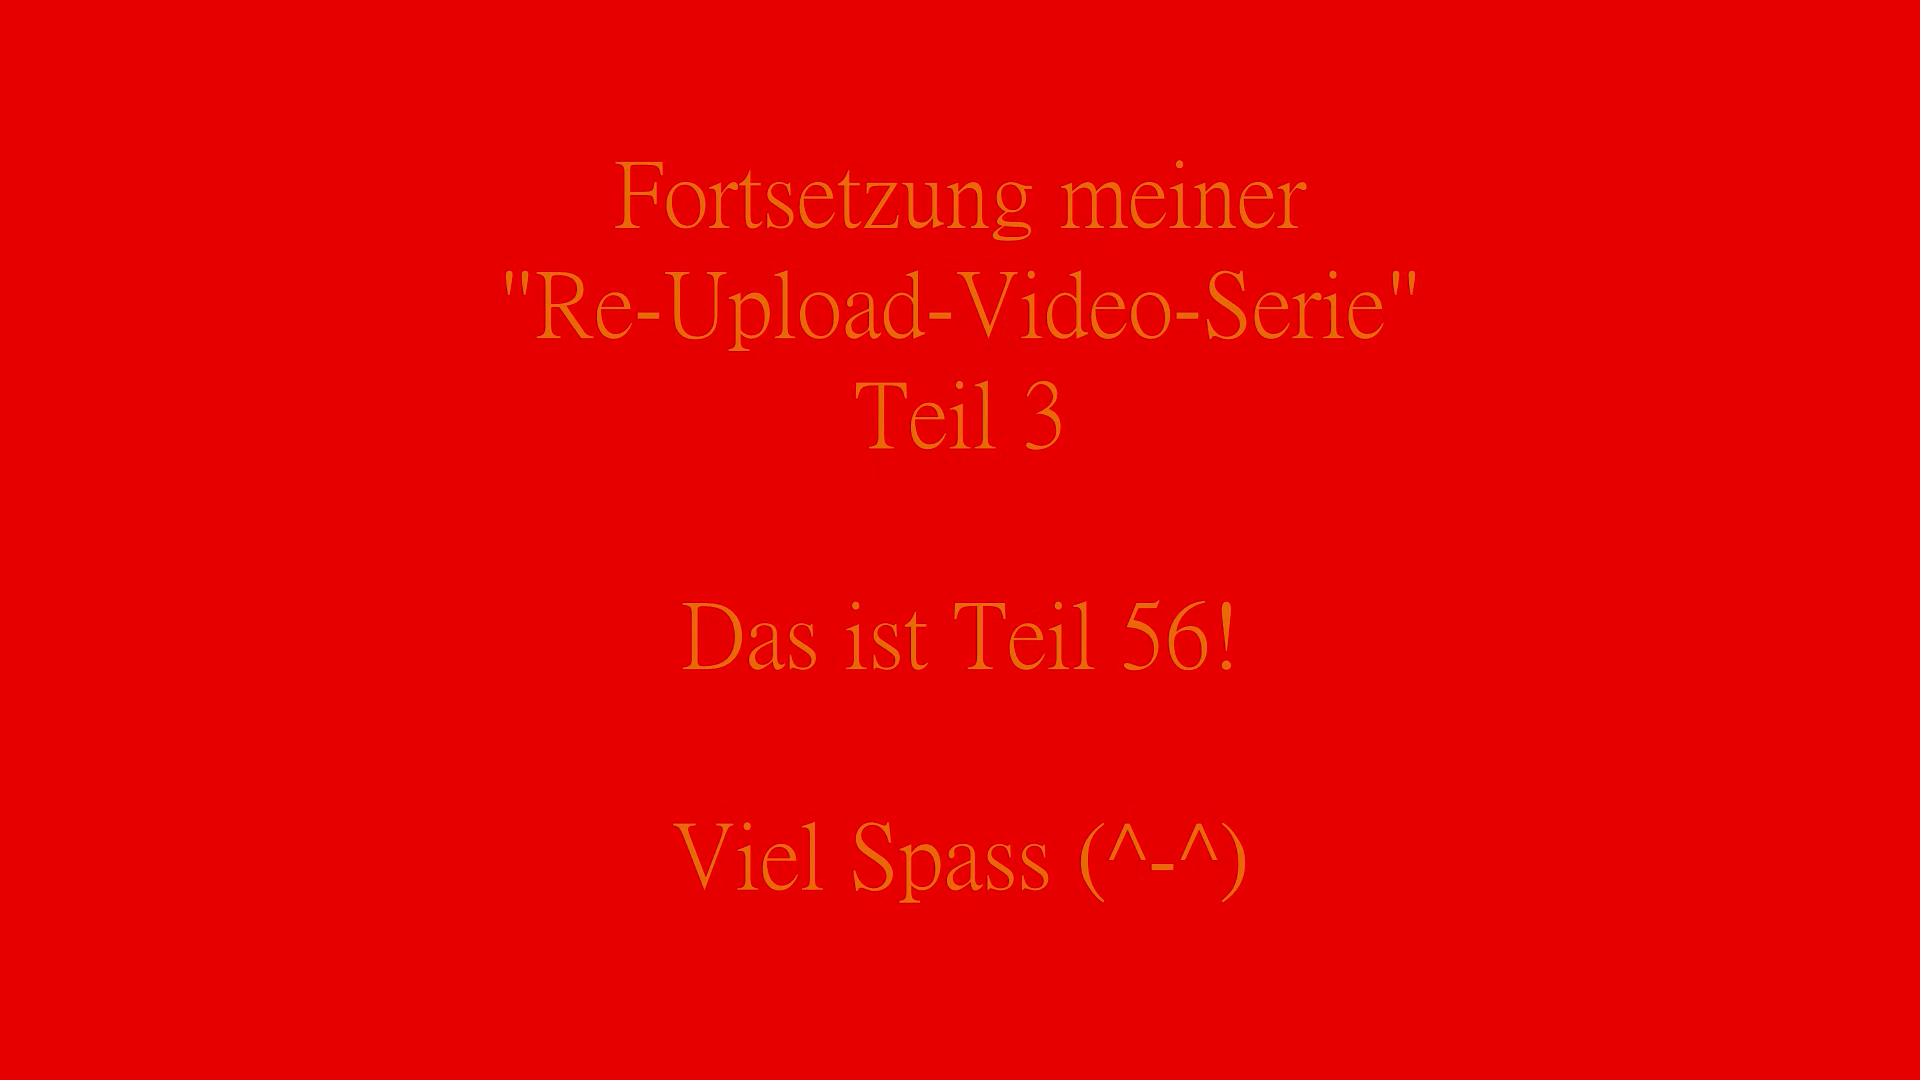 Fortsetzung meiner
"Re-Upload-Video-Serie"
Teil 3
Das ist Teil 56!
Viel Spass (^-^)